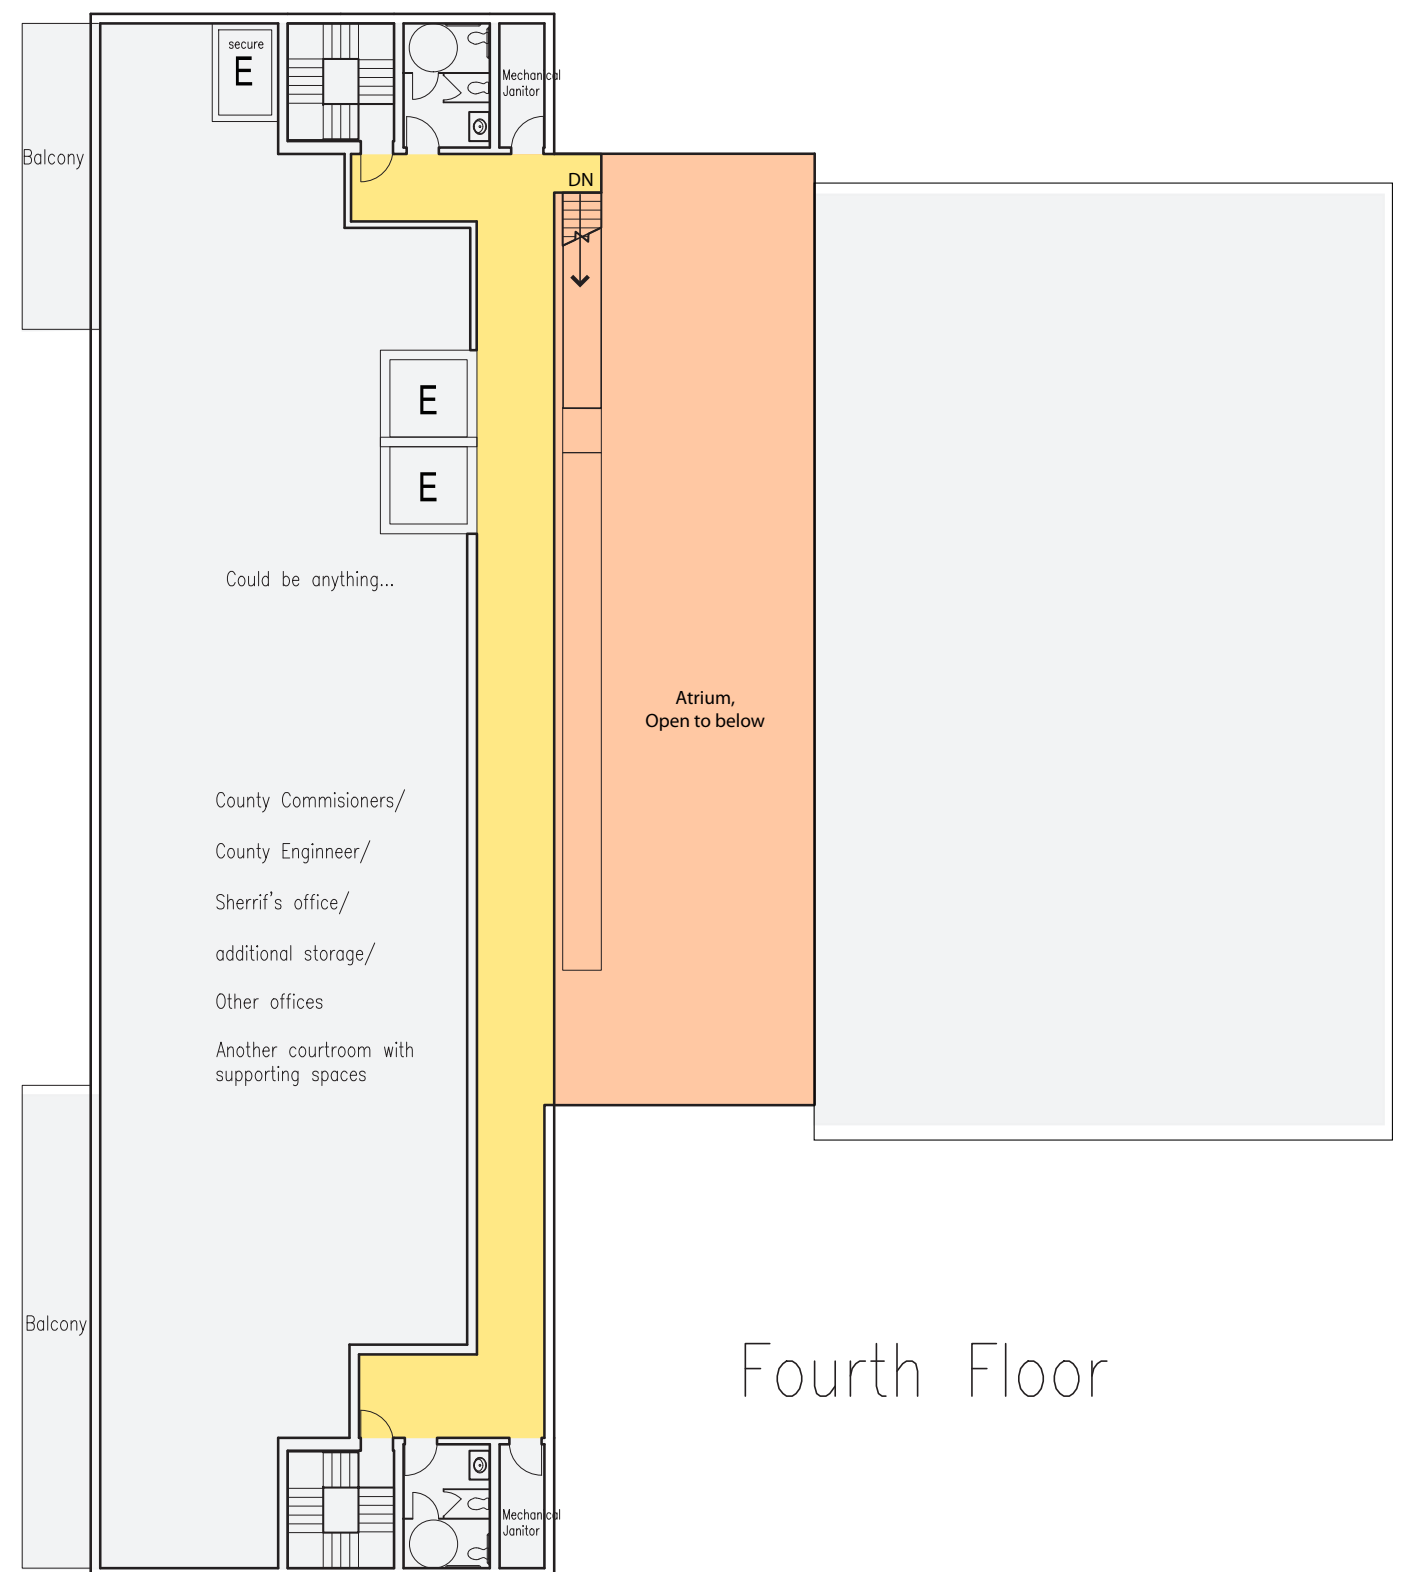 secure
E
Mechanical
Janitor
Balcony
DN
E
E
Could be anything...
Atrium,
Open to below
County Commisioners/
County Enginneer/
Sherrif's office/
additional storage/
Other offices
Another courtroom with
supporting spaces
Balcony
Fourth Floor
Mechanical
Janitor